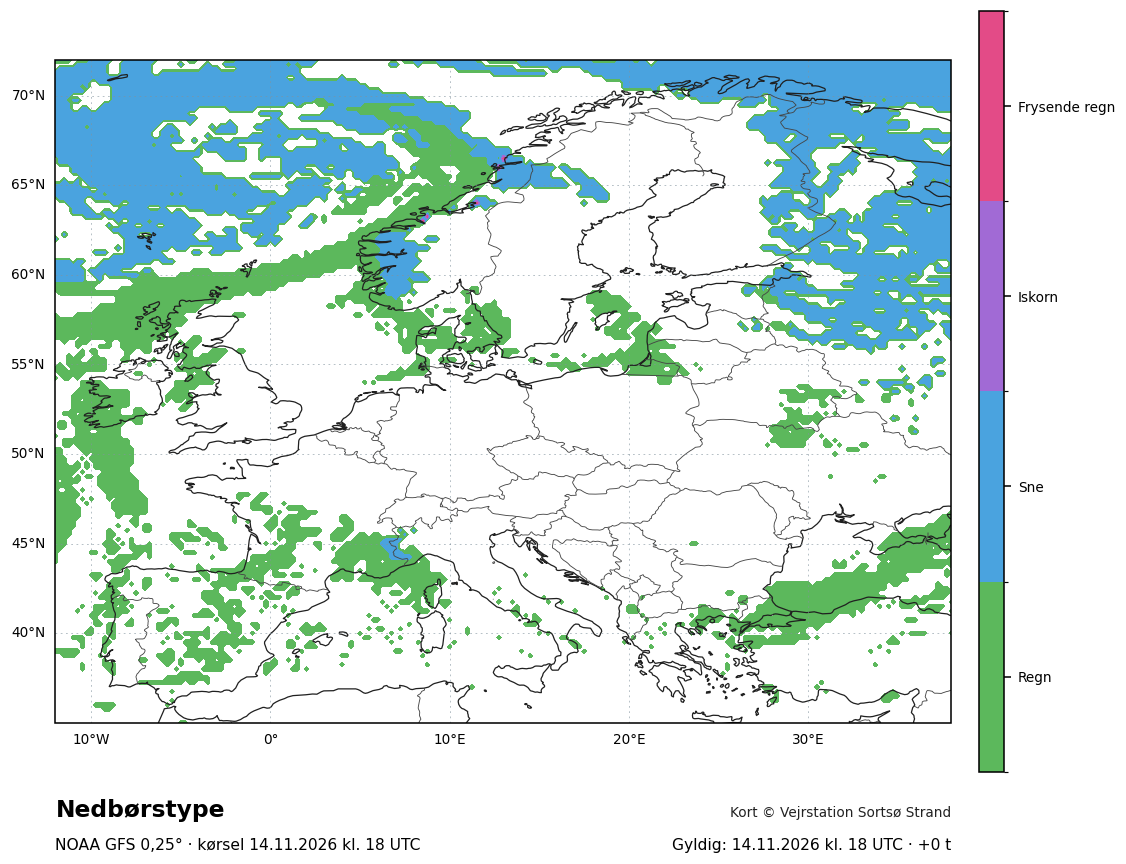 70°N
65°N
60°N
55°N
50°N
45°N
40°N
10°W
0°
10°E
20°E
30°E
Frysende regn
Iskorn
Sne
Regn
Nedbørstype
Kort © Vejrstation Sortsø Strand
NOAA GFS 0,25° · kørsel 14.11.2026 kl. 18 UTC
Gyldig: 14.11.2026 kl. 18 UTC · +0 t